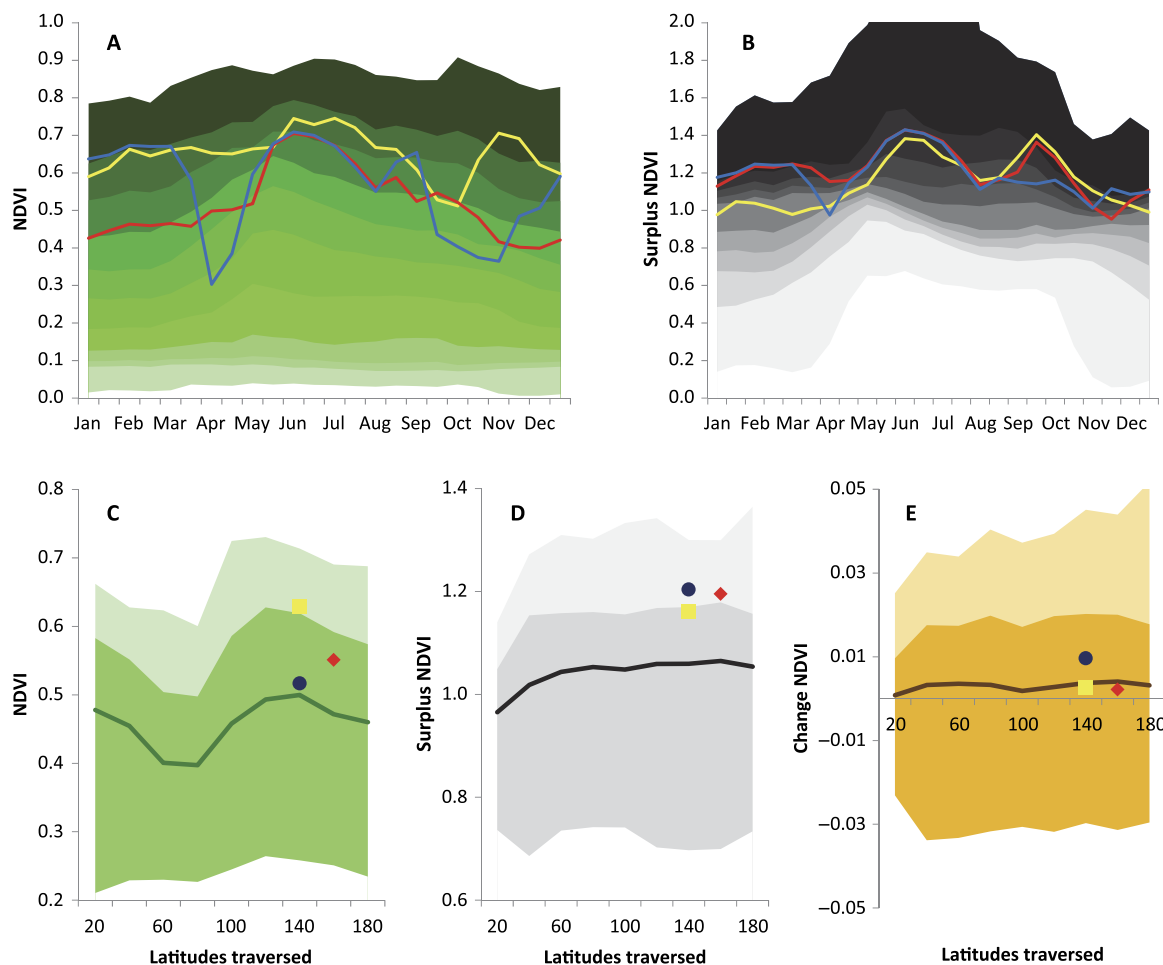 A
NDVI
1.0
0.9
0.8
0.7
0.6
0.5
0.4
0.3
0.2
0.1
0.0
Jan Feb Mar Apr May Jun Jul Aug Sep Oct Nov Dec
B
Surplus NDVI
2.0
1.8
1.6
1.4
1.2
1.0
0.8
0.6
0.4
0.2
0.0
Jan Feb Mar Apr May Jun Jul Aug Sep Oct Nov Dec
C
NDVI
0.8
0.7
0.6
0.5
0.4
0.3
0.2
20 60 100 140 180
Latitudes traversed
D
Surplus NDVI
1.4
1.2
1.0
0.8
0.6
20 60 100 140 180
Latitudes traversed
E
Change NDVI
0.05
0.03
0.01
−0.01
−0.03
−0.05
20 60 100 140 180
Latitudes traversed